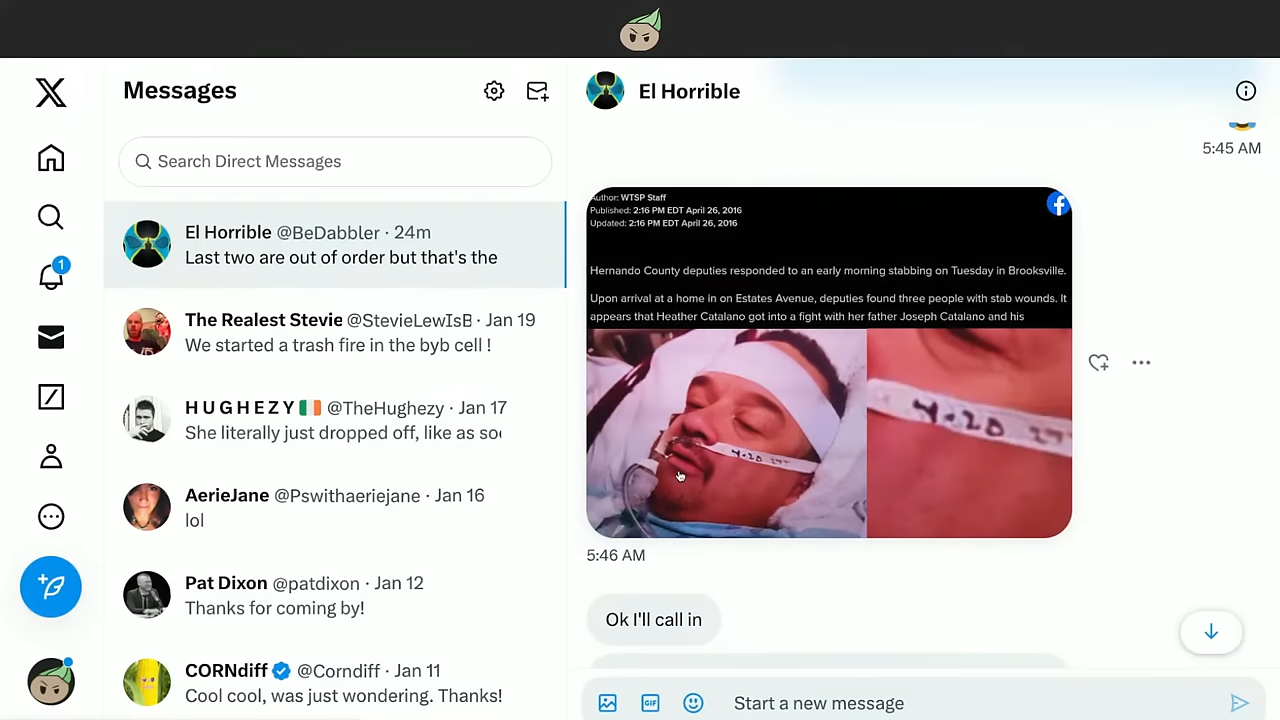 Messages
Search Direct Messages
El Horrible @BeDabbler · 24m
Last two are out of order but that's the
1
The Realest Stevie @StevieLewIsB · Jan 19
We started a trash fire in the byb cell !
H U G H E Z Y @TheHughezy · Jan 17
She literally just dropped off, like as soo
AerieJane @Pswithaeriejane · Jan 16
lol
Pat Dixon @patdixon · Jan 12
Thanks for coming by!
CORNdiff @Corndiff · Jan 11
Cool cool, was just wondering. Thanks!
El Horrible
5:45 AM
Author: WTSP Staff
Published: 2:16 PM EDT April 26, 2016
Updated: 2:16 PM EDT April 26, 2016
Hernando County deputies responded to an early morning stabbing on Tuesday in Brooksville.
Upon arrival at a home in on Estates Avenue, deputies found three people with stab wounds. It
appears that Heather Catalano got into a fight with her father Joseph Catalano and his
4-20
4-20
5:46 AM
Ok I'll call in
GIF
Start a new message